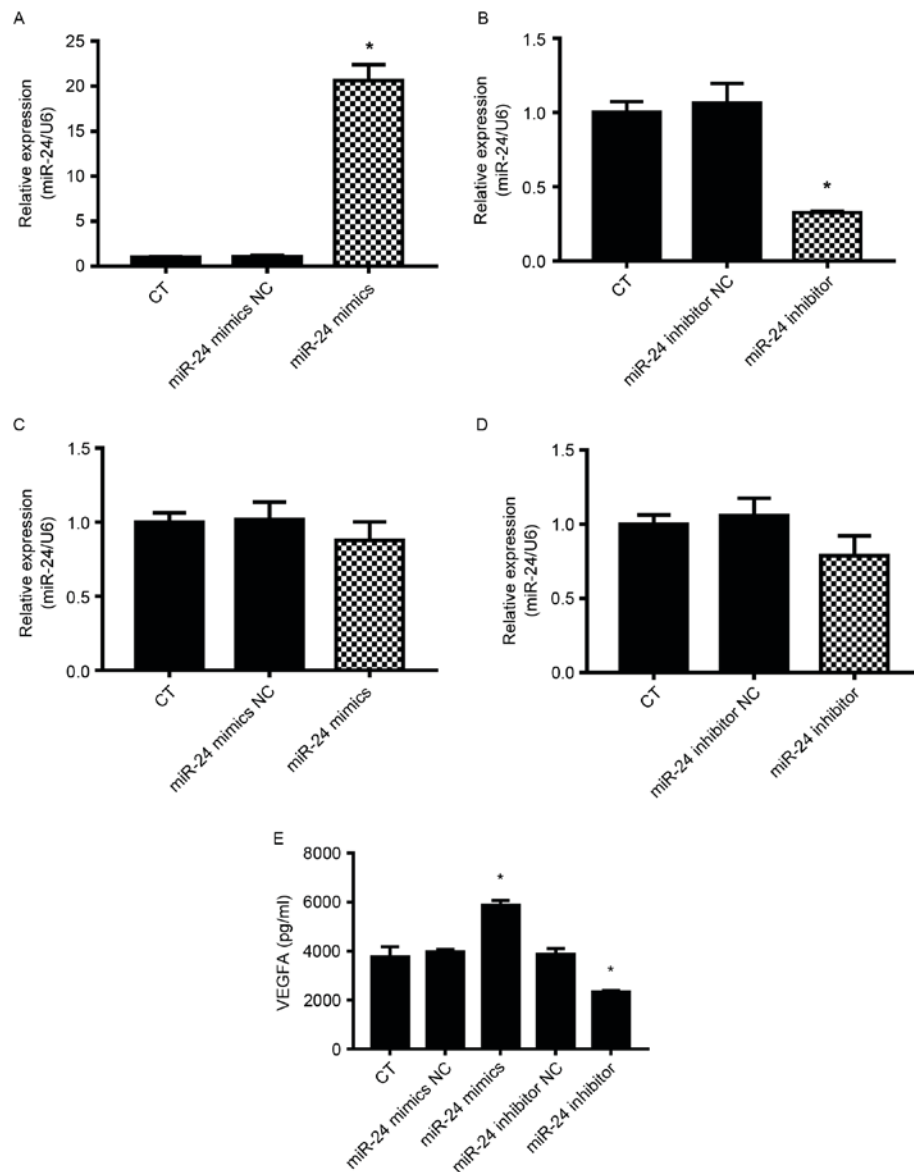 A
25
20
15
10
5
0
Relative expression
(miR-24/U6)
*
CT
miR-24 mimics NC
miR-24 mimics
B
1.5
1.0
0.5
0.0
Relative expression
(miR-24/U6)
*
CT
miR-24 inhibitor NC
miR-24 inhibitor
C
1.5
1.0
0.5
0.0
Relative expression
(miR-24/U6)
CT
miR-24 mimics NC
miR-24 mimics
D
1.5
1.0
0.5
0.0
Relative expression
(miR-24/U6)
CT
miR-24 inhibitor NC
miR-24 inhibitor
E
8000
6000
4000
2000
0
VEGFA (pg/ml)
*
*
CT
miR-24 mimics NC
miR-24 mimics
miR-24 inhibitor NC
miR-24 inhibitor